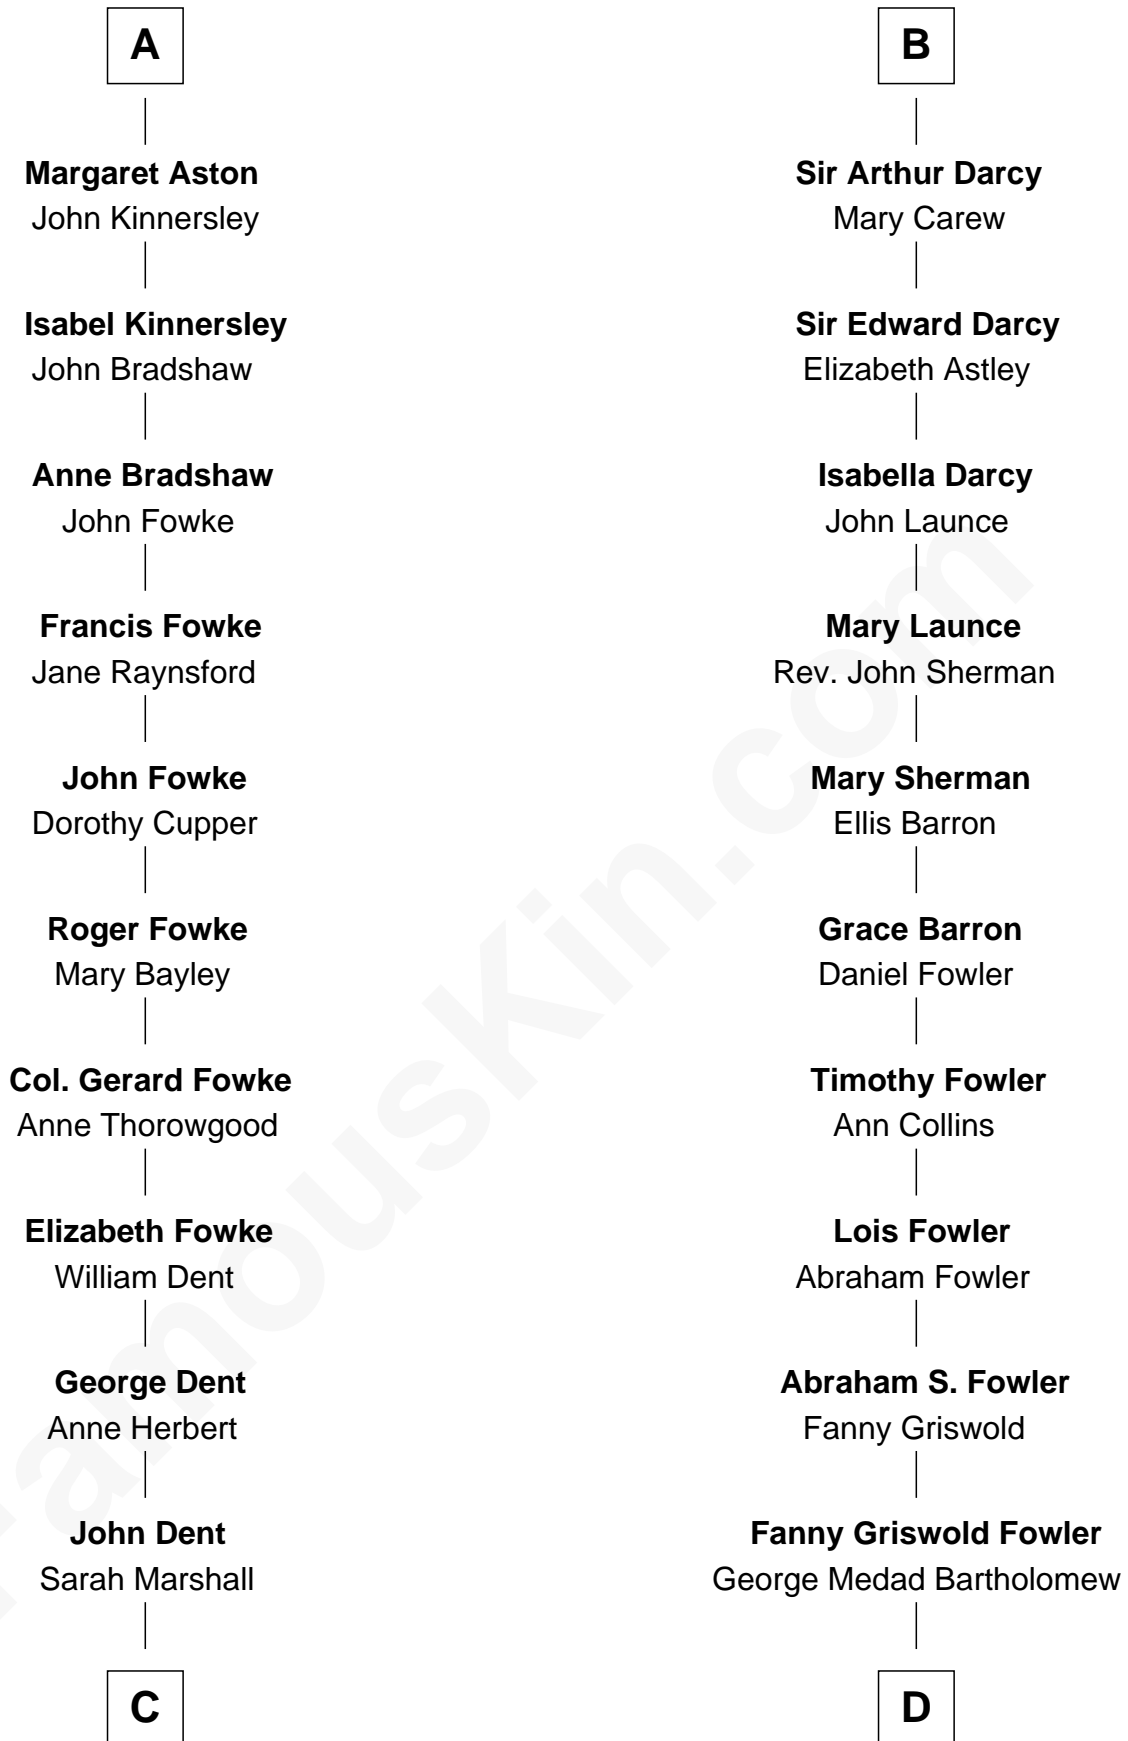 A
Margaret Aston
John Kinnersley
Isabel Kinnersley
John Bradshaw
Anne Bradshaw
John Fowke
Francis Fowke
Jane Raynsford
John Fowke
Dorothy Cupper
Roger Fowke
Mary Bayley
Col. Gerard Fowke
Anne Thorowgood
Elizabeth Fowke
William Dent
George Dent
Anne Herbert
John Dent
Sarah Marshall
C
B
Sir Arthur Darcy
Mary Carew
Sir Edward Darcy
Elizabeth Astley
Isabella Darcy
John Launce
Mary Launce
Rev. John Sherman
Mary Sherman
Ellis Barron
Grace Barron
Daniel Fowler
Timothy Fowler
Ann Collins
Lois Fowler
Abraham Fowler
Abraham S. Fowler
Fanny Griswold
Fanny Griswold Fowler
George Medad Bartholomew
D
FamousKin.com